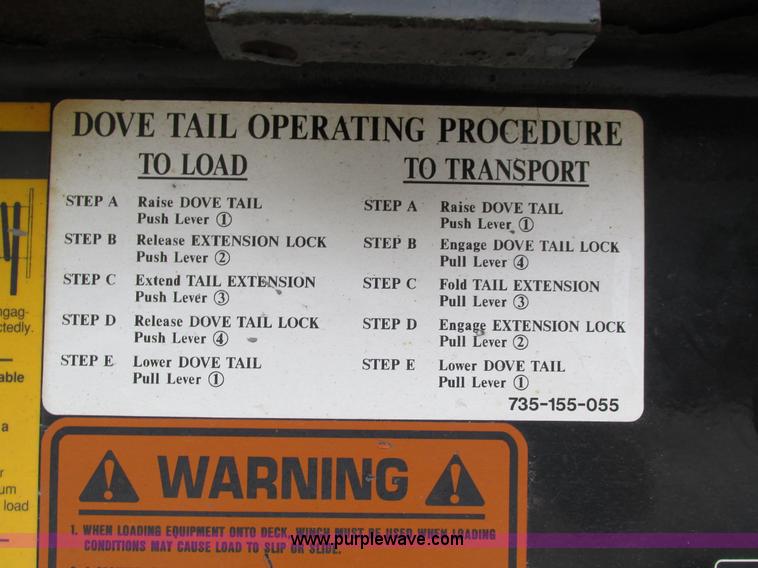 DOVE TAIL OPERATING PROCEDURE
TO LOAD
STEP A Raise DOVE TAIL
Push Lever ①
STEP B Release EXTENSION LOCK
Push Lever ②
STEP C Extend TAIL EXTENSION
Push Lever ③
STEP D Release DOVE TAIL LOCK
Push Lever ④
STEP E Lower DOVE TAIL
Pull Lever ①
TO TRANSPORT
STEP A Raise DOVE TAIL
Push Lever ①
STEP B Engage DOVE TAIL LOCK
Pull Lever ④
STEP C Fold TAIL EXTENSION
Pull Lever ③
STEP D Engage EXTENSION LOCK
Pull Lever ②
STEP E Lower DOVE TAIL
Pull Lever ①
735-155-055
WARNING
1. WHEN LOADING EQUIPMENT ONTO DECK, WINCH MUST BE USED WHEN LOADING
CONDITIONS MAY CAUSE LOAD TO SLIP OR SLIDE.
www.purplewave.com
a
load